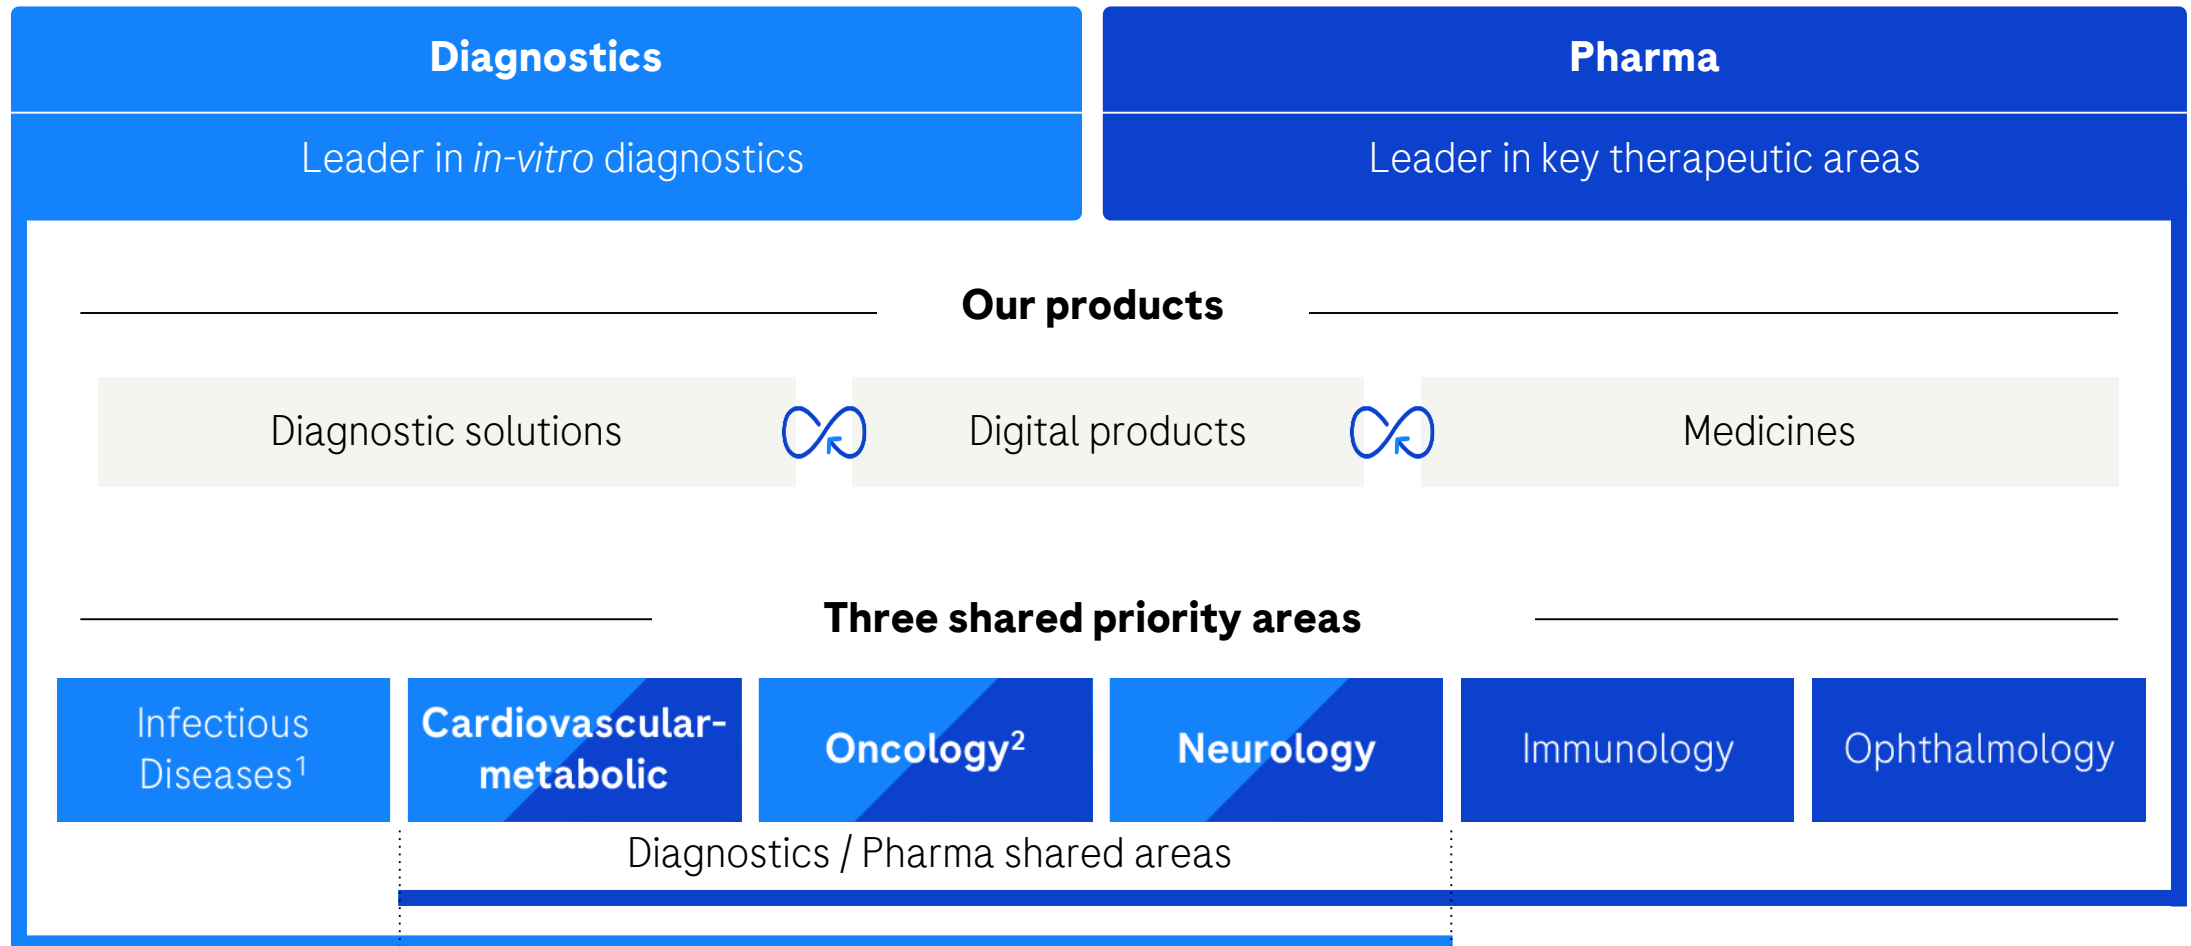 Diagnostics
Pharma
Leader in in-vitro diagnostics
Leader in key therapeutic areas
Our products
Diagnostic solutions
Digital products
Medicines
Three shared priority areas
Infectious
Diseases¹
Cardiovascular-
metabolic
Oncology²
Neurology
Immunology
Ophthalmology
Diagnostics / Pharma shared areas